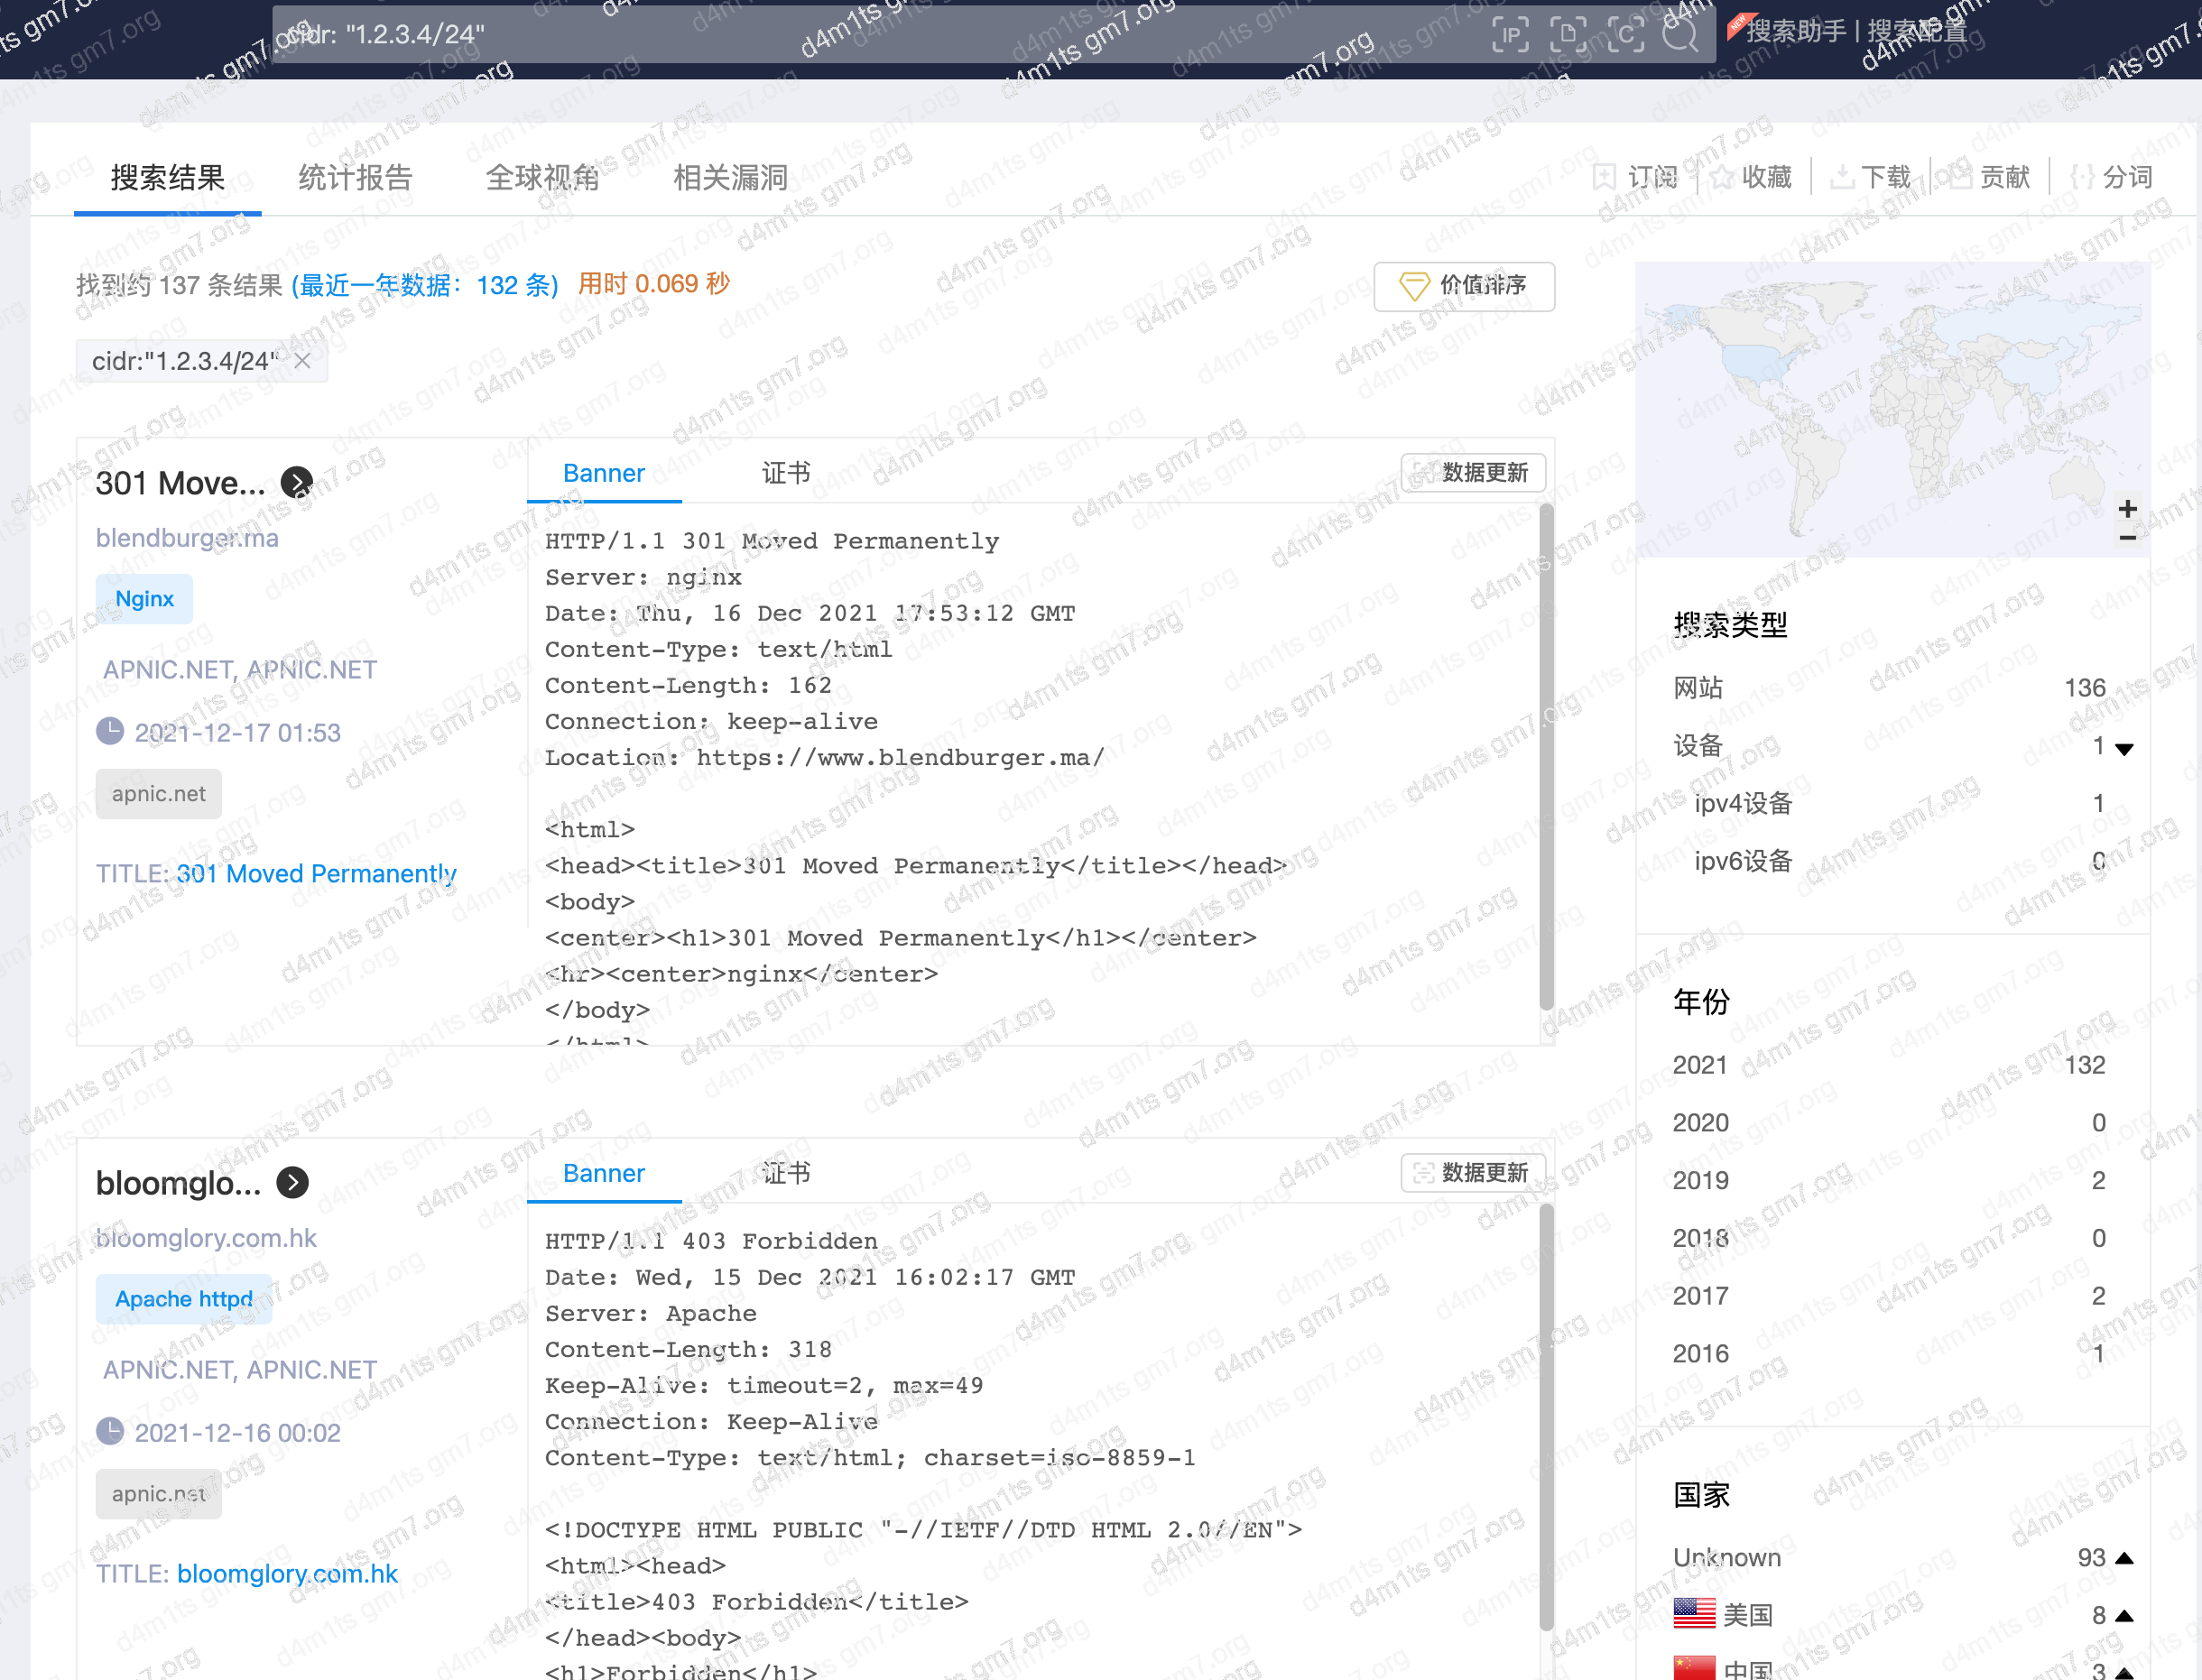 cidr: "1.2.3.4/24"
搜索助手 | 搜索配置
搜索结果 统计报告 全球视角 相关漏洞
订阅 收藏 下载 贡献 分词
找到约 137 条结果 (最近一年数据：132 条) 用时 0.069 秒
价值排序
cidr:"1.2.3.4/24"
301 Move...
blendburger.ma
Nginx
APNIC.NET, APNIC.NET
2021-12-17 01:53
apnic.net
TITLE: 301 Moved Permanently
Banner 证书 数据更新
HTTP/1.1 301 Moved Permanently
Server: nginx
Date: Thu, 16 Dec 2021 17:53:12 GMT
Content-Type: text/html
Content-Length: 162
Connection: keep-alive
Location: https://www.blendburger.ma/
<html>
<head><title>301 Moved Permanently</title></head>
<body>
<center><h1>301 Moved Permanently</h1></center>
<hr><center>nginx</center>
</body>
</html>
bloomglo...
bloomglory.com.hk
Apache httpd
APNIC.NET, APNIC.NET
2021-12-16 00:02
apnic.net
TITLE: bloomglory.com.hk
Banner 证书 数据更新
HTTP/1.1 403 Forbidden
Date: Wed, 15 Dec 2021 16:02:17 GMT
Server: Apache
Content-Length: 318
Keep-Alive: timeout=2, max=49
Connection: Keep-Alive
Content-Type: text/html; charset=iso-8859-1
<!DOCTYPE HTML PUBLIC "-//IETF//DTD HTML 2.0//EN">
<html><head>
<title>403 Forbidden</title>
</head><body>
<h1>Forbidden</h1>
搜索类型
网站 136
设备 1
ipv4设备 1
ipv6设备 0
年份
2021 132
2020 0
2019 2
2018 0
2017 2
2016 1
国家
Unknown 93
美国 8
中国 3
d4m1ts gm7.org